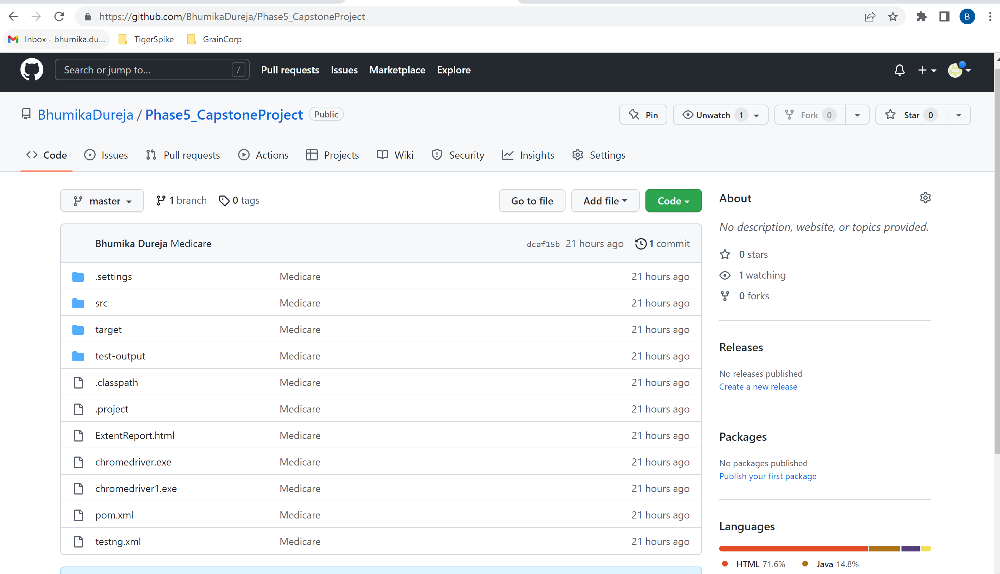 https://github.com/BhumikaDureja/Phase5_CapstoneProject
B
Inbox - bhumika.du... TigerSpike GrainCorp
Search or jump to... / Pull requests Issues Marketplace Explore
BhumikaDureja / Phase5_CapstoneProject Public
Pin Unwatch 1 Fork 0 Star 0
Code Issues Pull requests Actions Projects Wiki Security Insights Settings
master 1 branch 0 tags Go to file Add file Code
Bhumika Dureja Medicare dcaf15b 21 hours ago 1 commit
.settings Medicare 21 hours ago
src Medicare 21 hours ago
target Medicare 21 hours ago
test-output Medicare 21 hours ago
.classpath Medicare 21 hours ago
.project Medicare 21 hours ago
ExtentReport.html Medicare 21 hours ago
chromedriver.exe Medicare 21 hours ago
chromedriver1.exe Medicare 21 hours ago
pom.xml Medicare 21 hours ago
testng.xml Medicare 21 hours ago
About
No description, website, or topics provided.
0 stars
1 watching
0 forks
Releases
No releases published
Create a new release
Packages
No packages published
Publish your first package
Languages
HTML 71.6% Java 14.8%